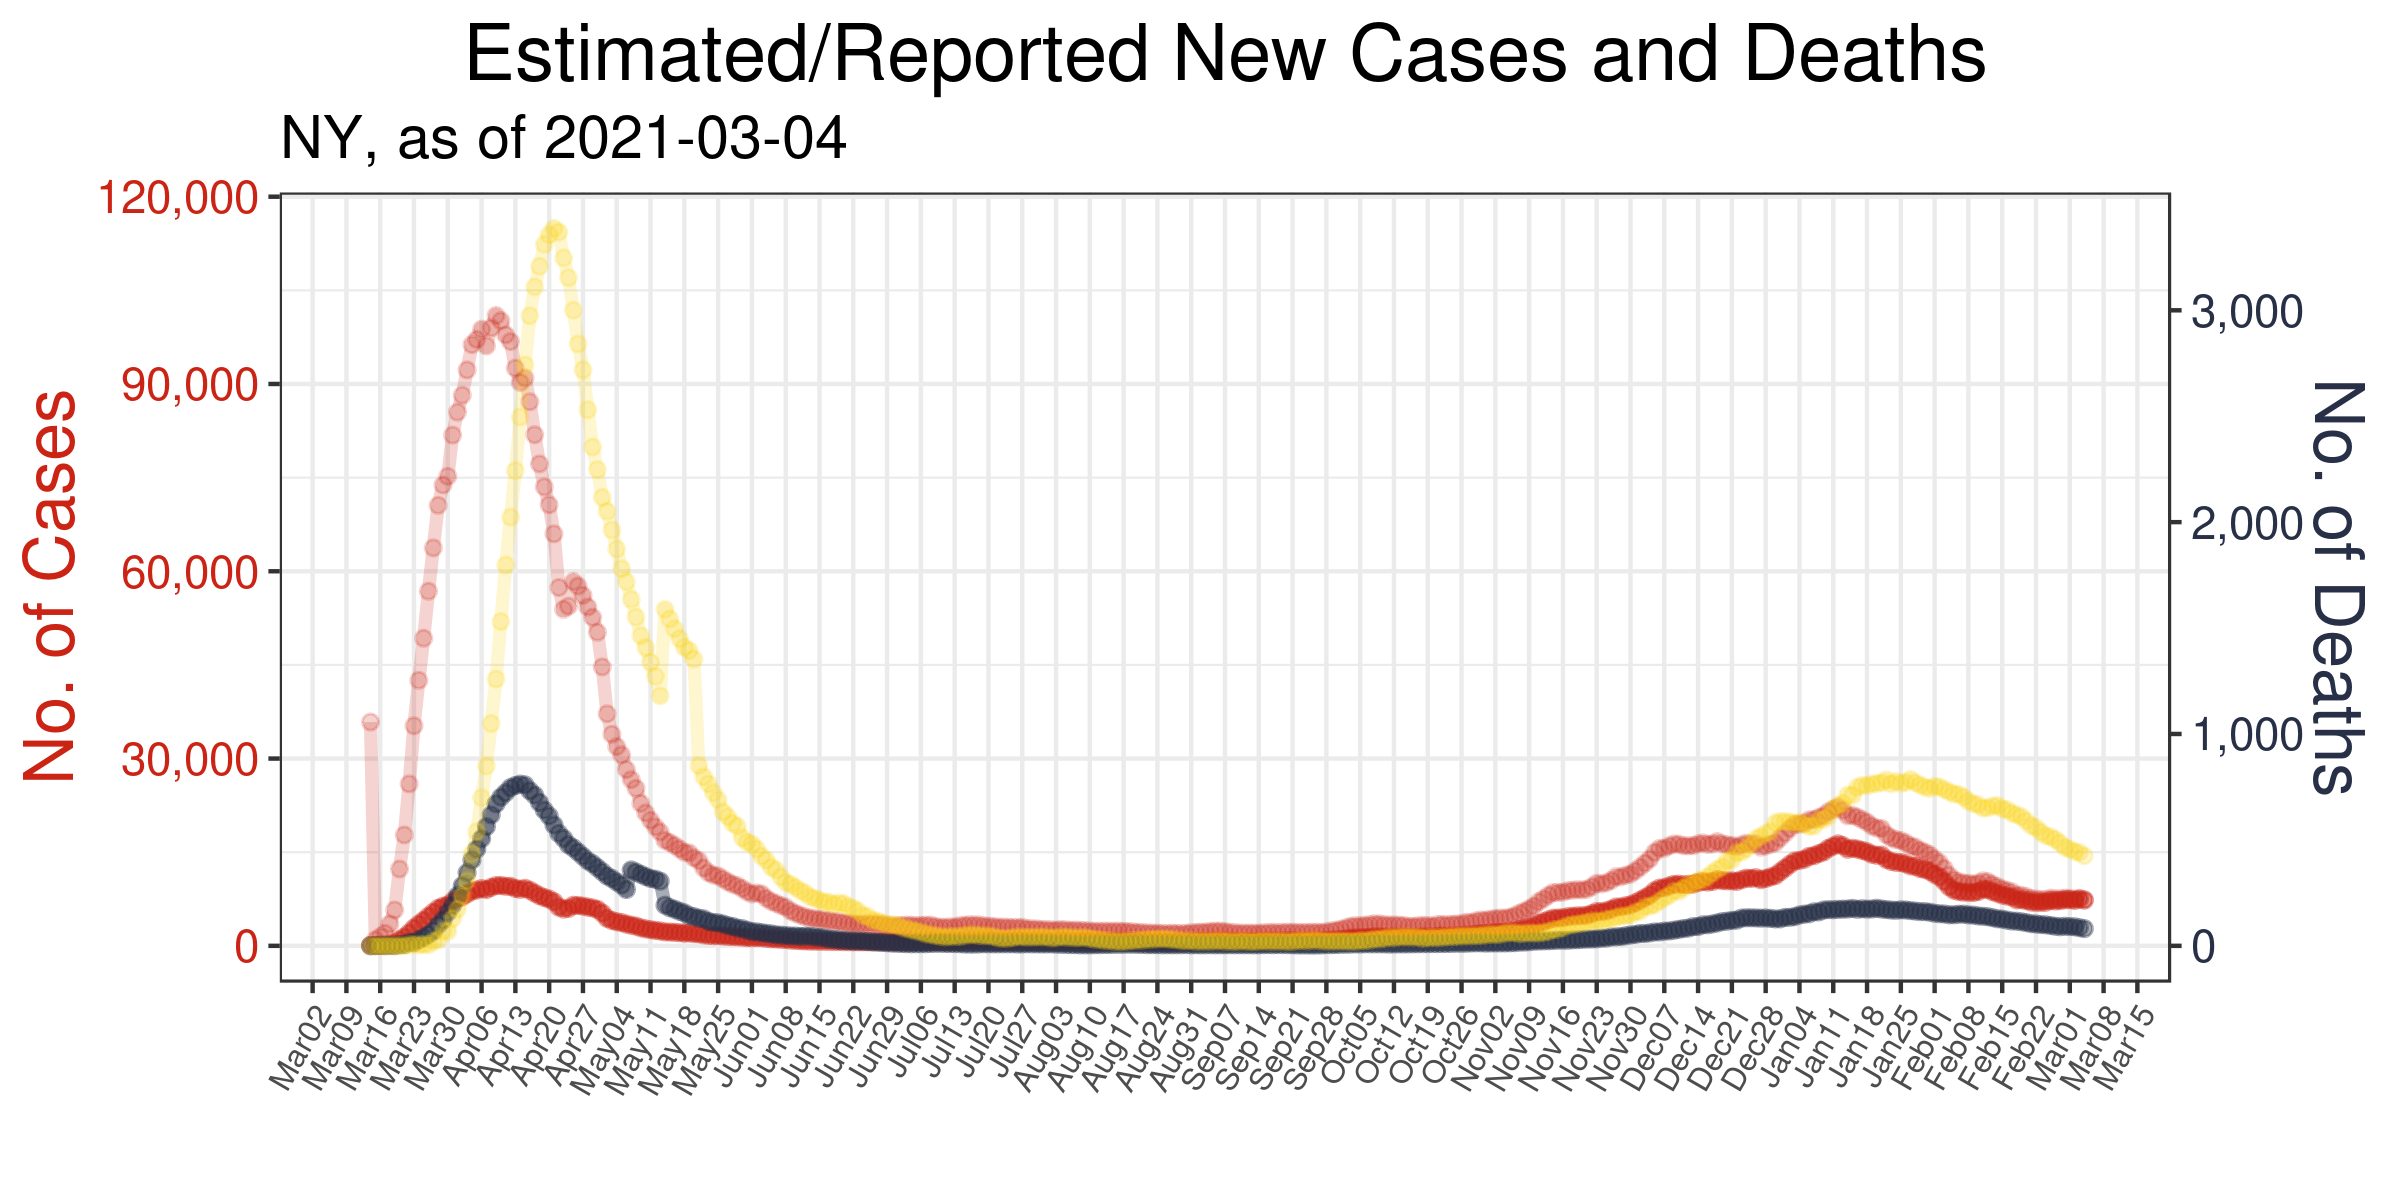 Estimated/Reported New Cases and Deaths
NY, as of 2021-03-04
No. of Cases
120,000
90,000
60,000
30,000
0
3,000
2,000
1,000
0
No. of Deaths
Mar02
Mar09
Mar16
Mar23
Mar30
Apr06
Apr13
Apr20
Apr27
May04
May11
May18
May25
Jun01
Jun08
Jun15
Jun22
Jun29
Jul06
Jul13
Jul20
Jul27
Aug03
Aug10
Aug17
Aug24
Aug31
Sep07
Sep14
Sep21
Sep28
Oct05
Oct12
Oct19
Oct26
Nov02
Nov09
Nov16
Nov23
Nov30
Dec07
Dec14
Dec21
Dec28
Jan04
Jan11
Jan18
Jan25
Feb01
Feb08
Feb15
Feb22
Mar01
Mar08
Mar15